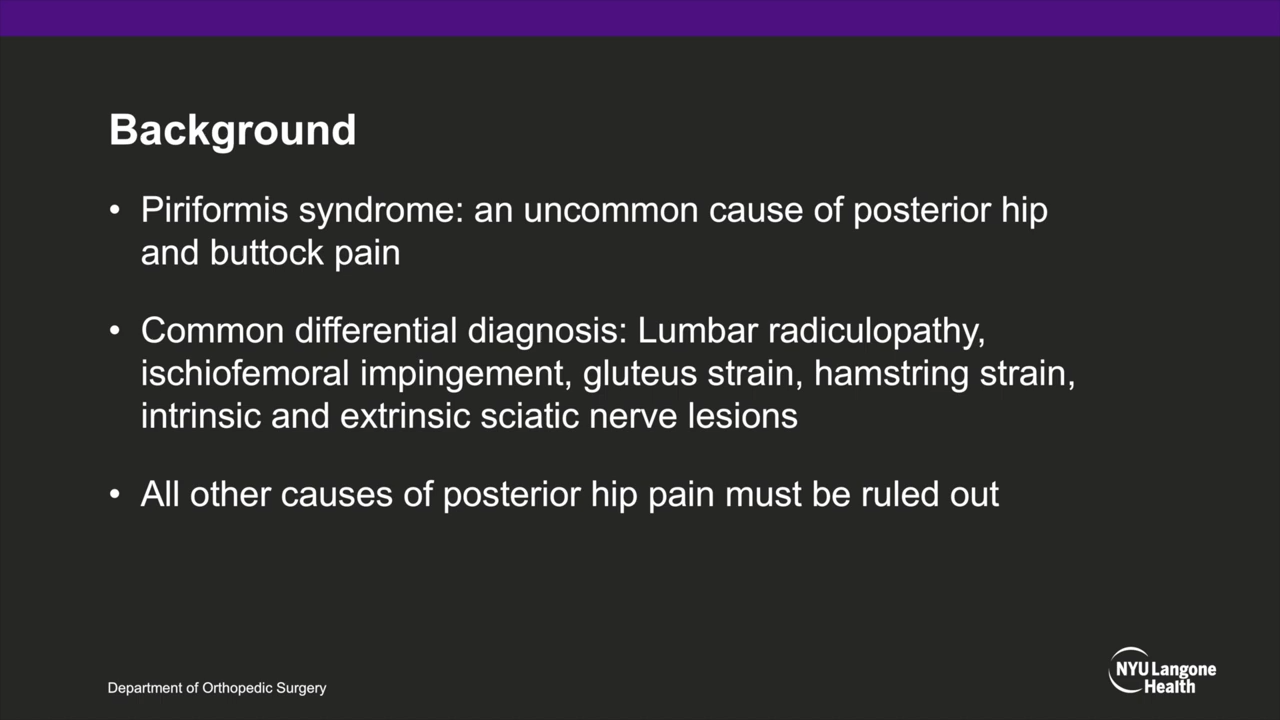 Background
• Piriformis syndrome: an uncommon cause of posterior hip
and buttock pain
• Common differential diagnosis: Lumbar radiculopathy,
ischiofemoral impingement, gluteus strain, hamstring strain,
intrinsic and extrinsic sciatic nerve lesions
• All other causes of posterior hip pain must be ruled out
Department of Orthopedic Surgery
NYU Langone
Health